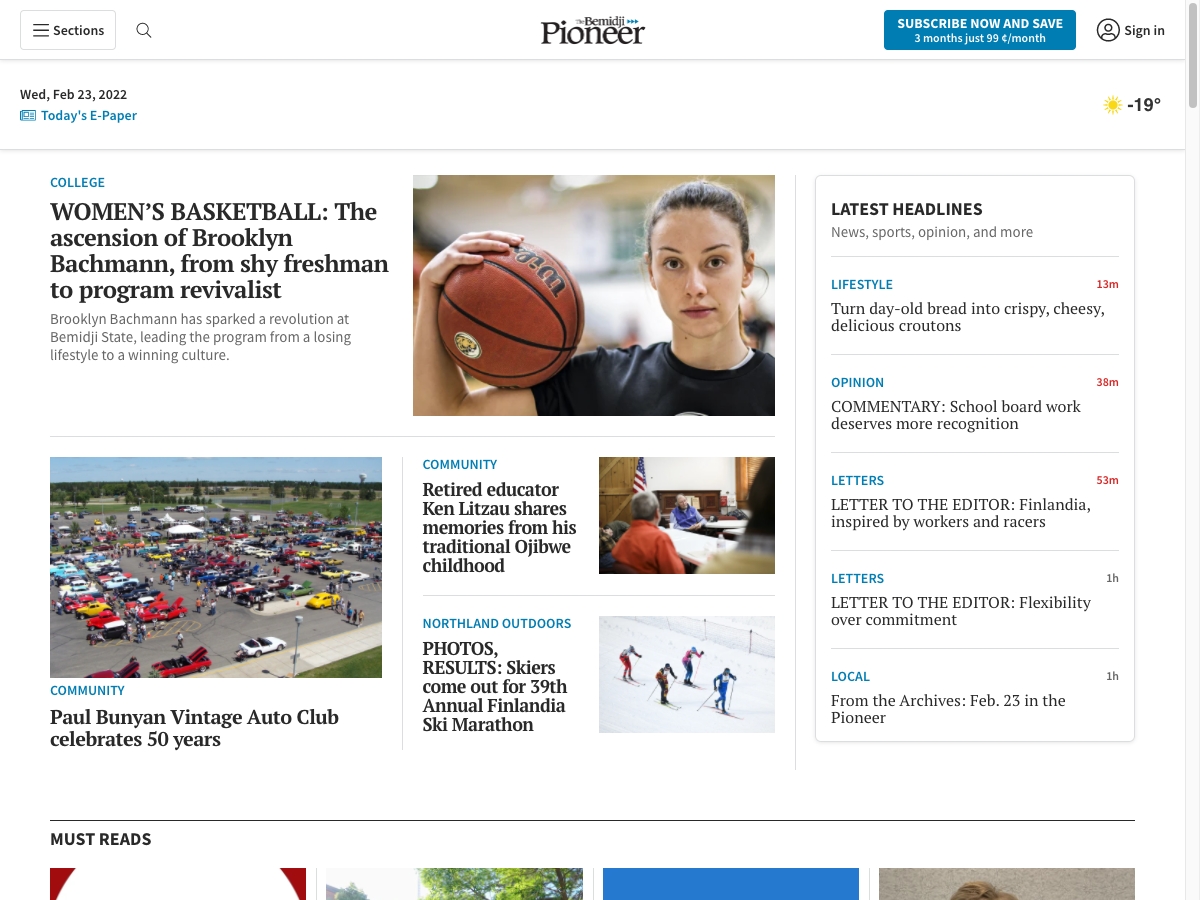 Sections
The Bemidji
Pioneer
SUBSCRIBE NOW AND SAVE
3 months just 99 ¢/month
Sign in
Wed, Feb 23, 2022
Today's E-Paper
-19°
COLLEGE
WOMEN’S BASKETBALL: The
ascension of Brooklyn
Bachmann, from shy freshman
to program revivalist
Brooklyn Bachmann has sparked a revolution at
Bemidji State, leading the program from a losing
lifestyle to a winning culture.
Wilson
COMMUNITY
Paul Bunyan Vintage Auto Club
celebrates 50 years
COMMUNITY
Retired educator
Ken Litzau shares
memories from his
traditional Ojibwe
childhood
NORTHLAND OUTDOORS
PHOTOS,
RESULTS: Skiers
come out for 39th
Annual Finlandia
Ski Marathon
LATEST HEADLINES
News, sports, opinion, and more
LIFESTYLE 13m
Turn day-old bread into crispy, cheesy,
delicious croutons
OPINION 38m
COMMENTARY: School board work
deserves more recognition
LETTERS 53m
LETTER TO THE EDITOR: Finlandia,
inspired by workers and racers
LETTERS 1h
LETTER TO THE EDITOR: Flexibility
over commitment
LOCAL 1h
From the Archives: Feb. 23 in the
Pioneer
MUST READS